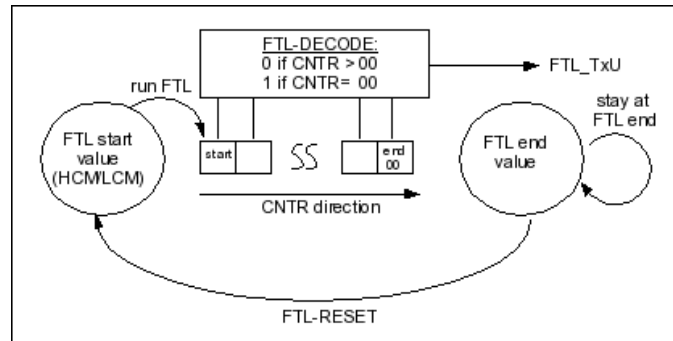 FTL-DECODE:
0 if CNTR > 00
1 if CNTR= 00
FTL_TxU
run FTL
stay at
FTL end
FTL start
value
(HCM/LCM)
start
SS
end
00
FTL end
value
CNTR direction
FTL-RESET